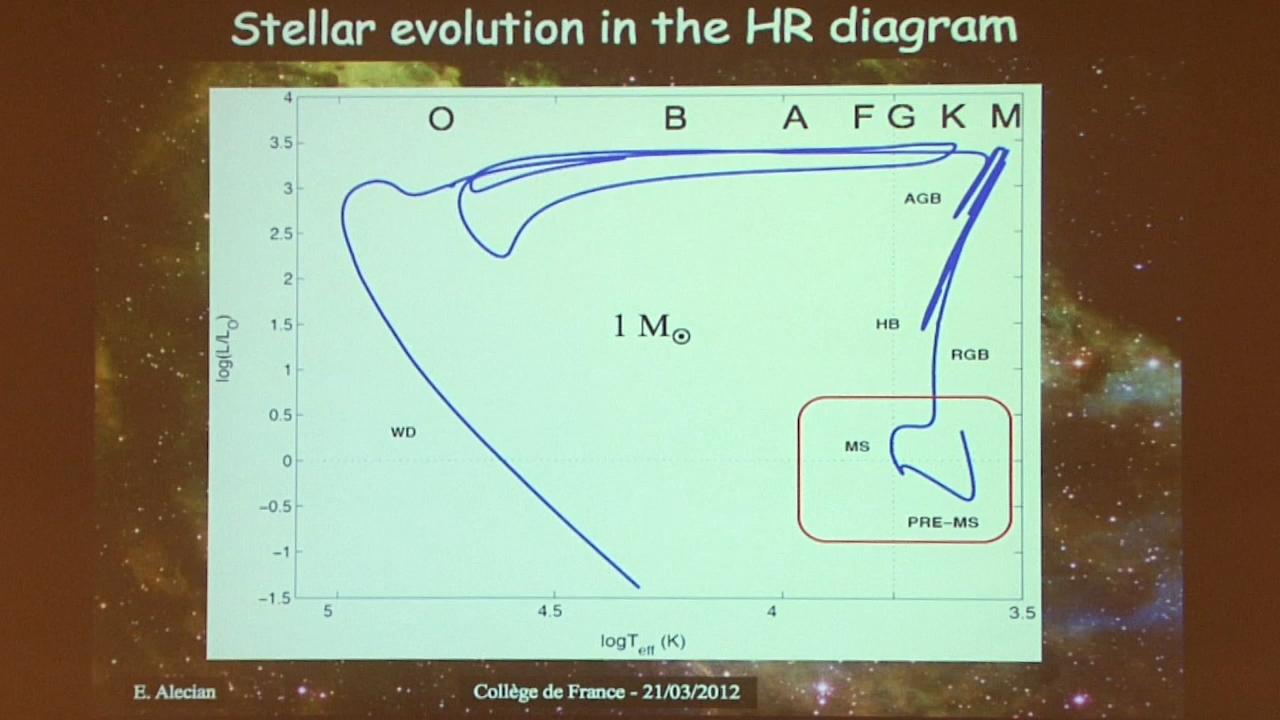 Stellar evolution in the HR diagram
O B A F G K M
4
3.5
3
2.5
2
1.5
1
0.5
0
−0.5
−1
−1.5
log(L/L⊙)
AGB
HB
1 M⊙
RGB
WD
MS
PRE−MS
5 4.5 4 3.5
logTeff (K)
E. Alecian
Collège de France - 21/03/2012